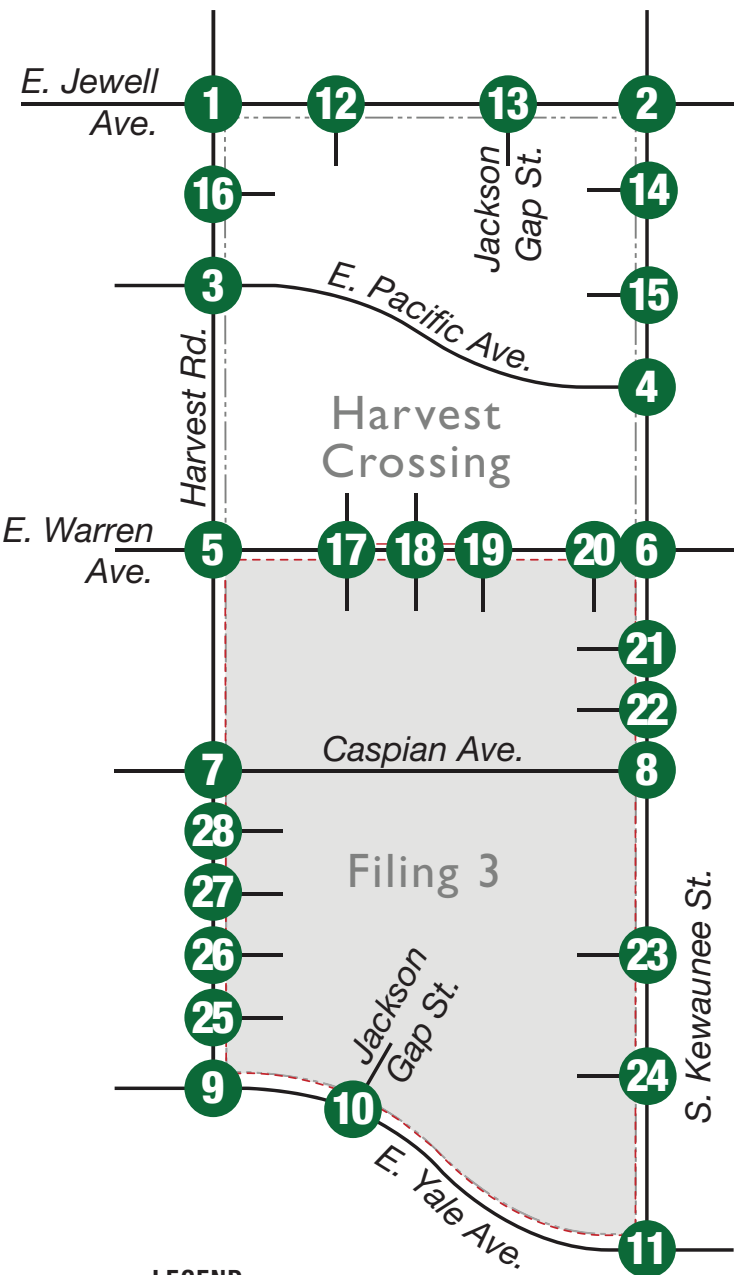 E. Jewell
Ave.
1
12
13
2
Jackson
Gap St.
16
14
3
E. Pacific Ave.
15
Harvest Rd.
4
Harvest
Crossing
E. Warren
Ave.
5
17
18
19
20
6
21
22
Caspian Ave.
7
8
28
Filing 3
27
S. Kewaunee St.
26
23
Jackson
Gap St.
25
24
9
10
E. Yale Ave.
11
LEGEND